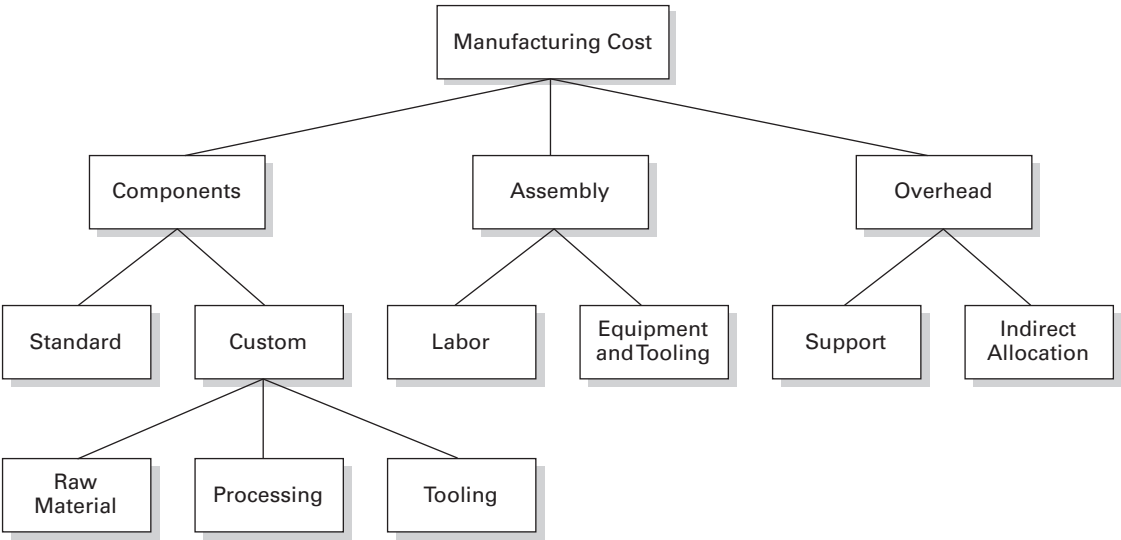 Manufacturing Cost
Components
Assembly
Overhead
Standard
Custom
Labor
Equipment
and Tooling
Support
Indirect
Allocation
Raw
Material
Processing
Tooling